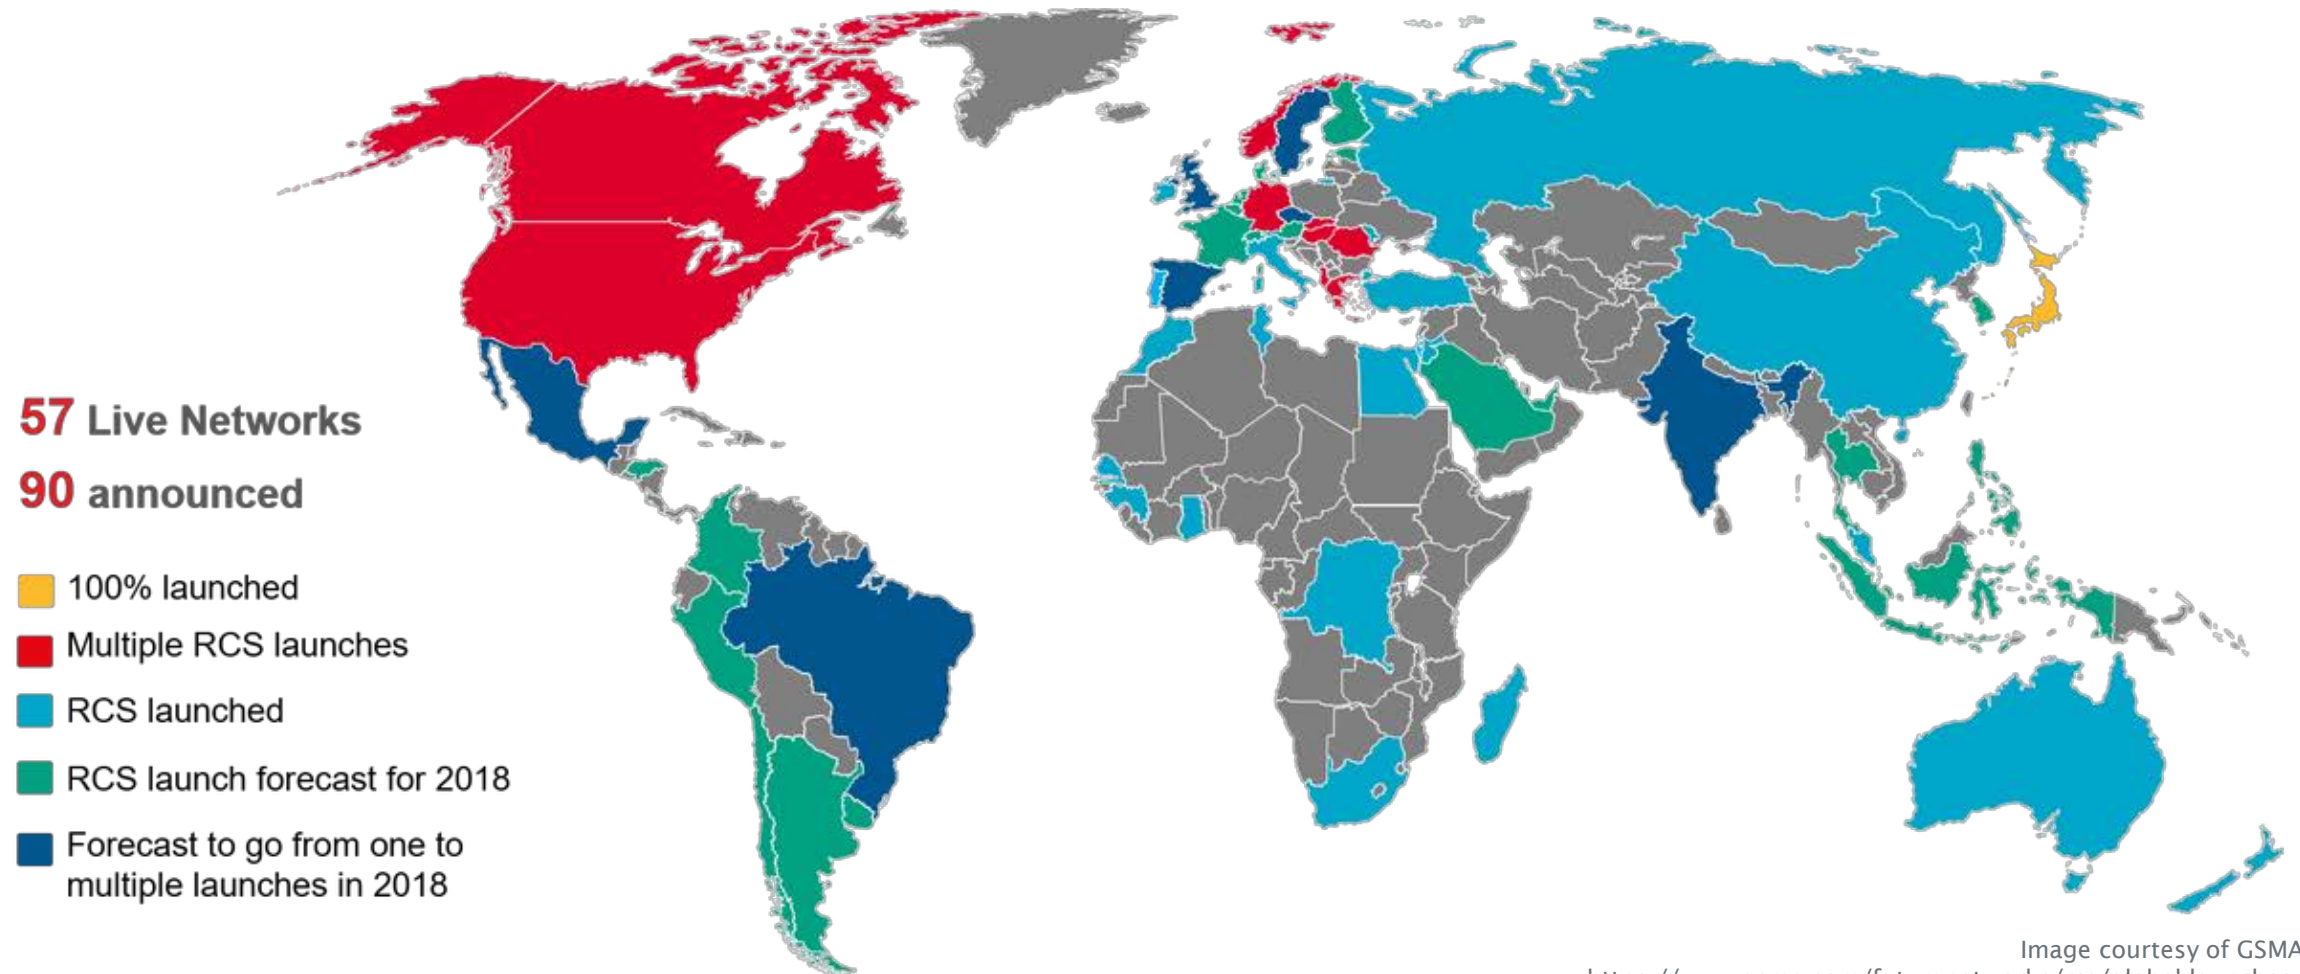 57 Live Networks
90 announced
100% launched
Multiple RCS launches
RCS launched
RCS launch forecast for 2018
Forecast to go from one to
multiple launches in 2018
Image courtesy of GSMA